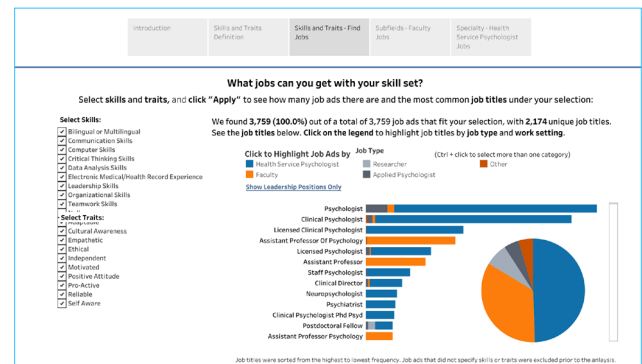 Introduction
Skills and Traits
Definition
Skills and Traits - Find
Jobs
Subfields - Faculty
Jobs
Specialty - Health
Service Psychologist
Jobs
What jobs can you get with your skill set?
Select skills and traits, and click "Apply" to see how many job ads there are and the most common job titles under your selection:
Select Skills:
Bilingual or Multilingual
Communication Skills
Computer Skills
Critical Thinking Skills
Data Analysis Skills
Electronic Medical/Health Record Experience
Leadership Skills
Organizational Skills
Teamwork Skills
Select Traits:
Cultural Awareness
Empathetic
Ethical
Independent
Motivated
Positive Attitude
Pro-Active
Reliable
Self Aware
We found 3,759 (100.0%) out of a total of 3,759 job ads that fit your selection, with 2,174 unique job titles.
See the job titles below. Click on the legend to highlight job titles by job type and work setting.
Click to Highlight Job Ads by Job Type (Ctrl + click to select more than one category)
Health Service Psychologist Researcher Other
Faculty Applied Psychologist
Show Leadership Positions Only
Psychologist
Clinical Psychologist
Licensed Clinical Psychologist
Assistant Professor Of Psychology
Licensed Psychologist
Assistant Professor
Staff Psychologist
Clinical Director
Neuropsychologist
Psychiatrist
Clinical Psychologist Phd Psyd
Postdoctoral Fellow
Assistant Professor Psychology
Job titles were sorted from the highest to lowest frequency. Job ads that did not specify skills or traits were excluded prior to the anlaysis.